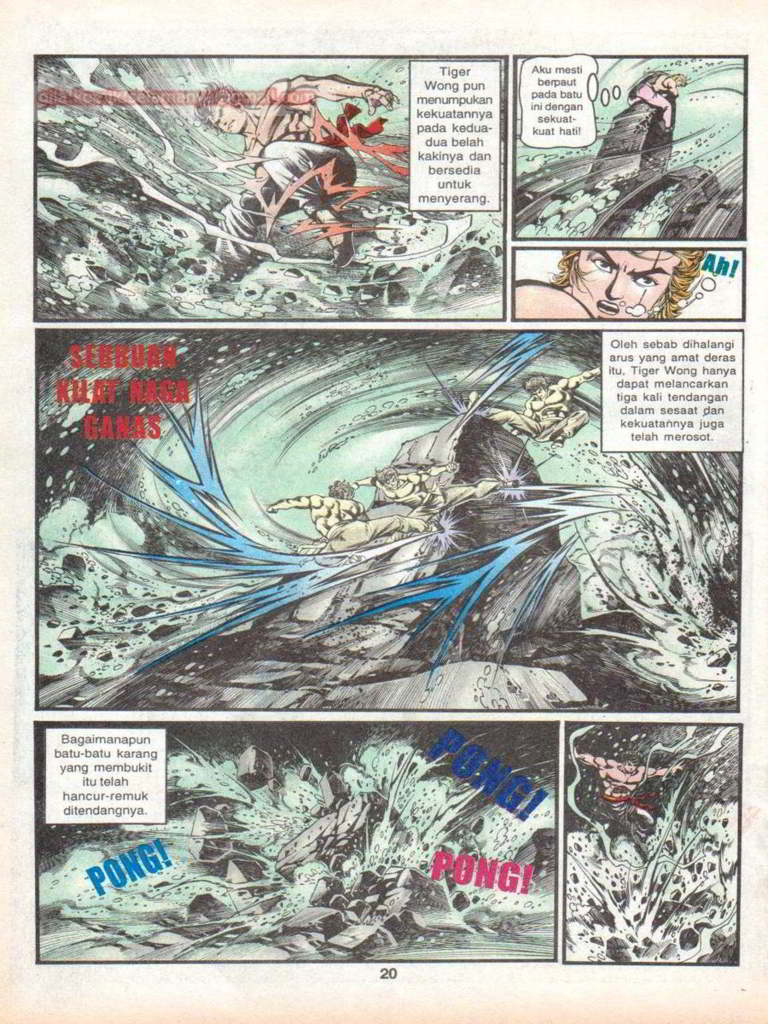 Tiger
Wong pun
menumpukan
kekuatannya
pada kedua-
dua belah
kakinya dan
bersedia
untuk
menyerang.
Aku mesti
berpaut
pada batu
ini dengan
sekuat-
kuat hati!
Ah!
SERBUAN
KILAT NAGA
GANAS
Oleh sebab dihalangi
arus yang amat deras
itu, Tiger Wong hanya
dapat melancarkan
tiga kali tendangan
dalam sesaat dan
kekuatannya juga
telah merosot.
Bagaimanapun
batu-batu karang
yang membukit
itu telah
hancur-remuk
ditendangnya.
PONG!
PONG!
PONG!
20